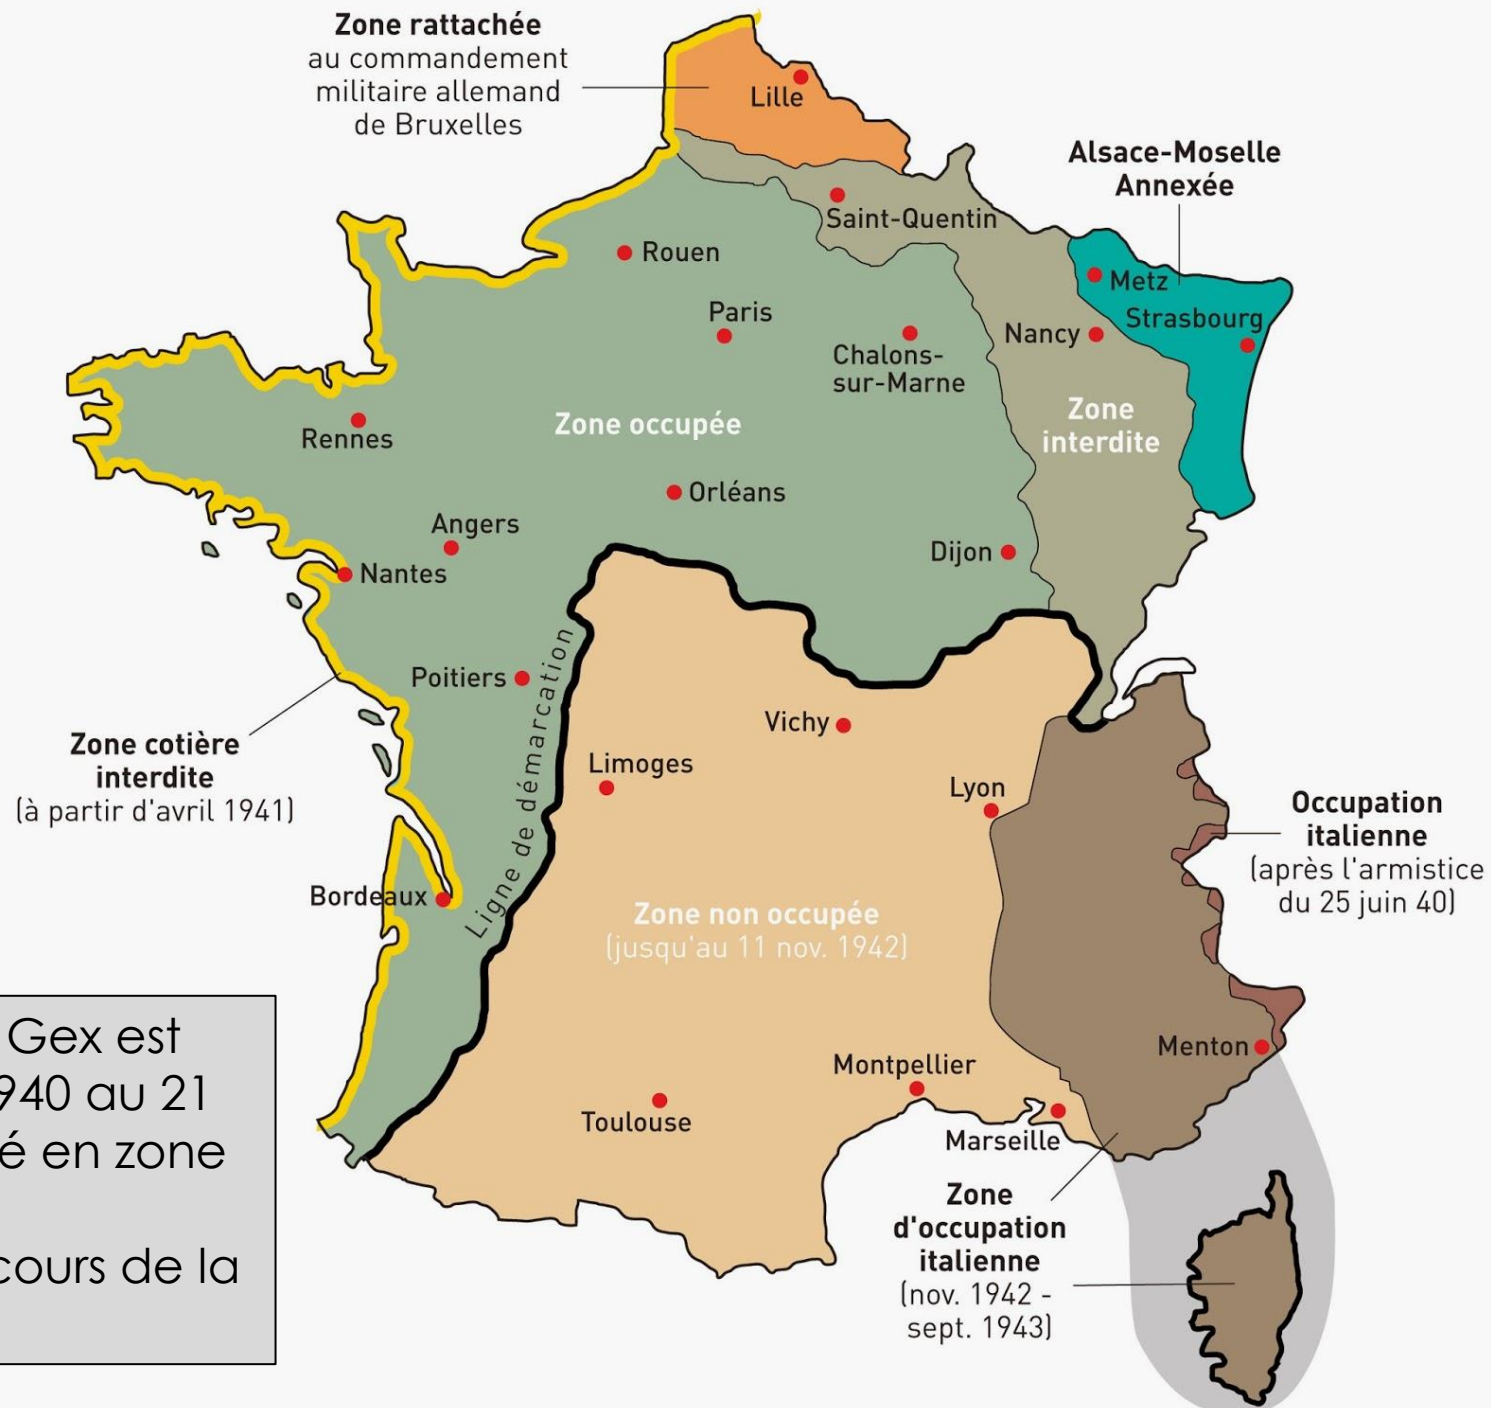 Zone rattachée
au commandement
militaire allemand
de Bruxelles
Lille
Alsace-Moselle
Annexée
Saint-Quentin
Rouen
Metz
Paris
Strasbourg
Nancy
Chalons-
sur-Marne
Zone
interdite
Zone occupée
Rennes
Orléans
Angers
Dijon
Nantes
Ligne de démarcation
Poitiers
Vichy
Zone cotière
interdite
(à partir d'avril 1941)
Limoges
Lyon
Occupation
italienne
(après l'armistice
du 25 juin 40)
Bordeaux
Zone non occupée
(jusqu'au 11 nov. 1942)
Gex est
940 au 21
é en zone
cours de la
Menton
Montpellier
Toulouse
Marseille
Zone
d'occupation
italienne
(nov. 1942 -
sept. 1943)